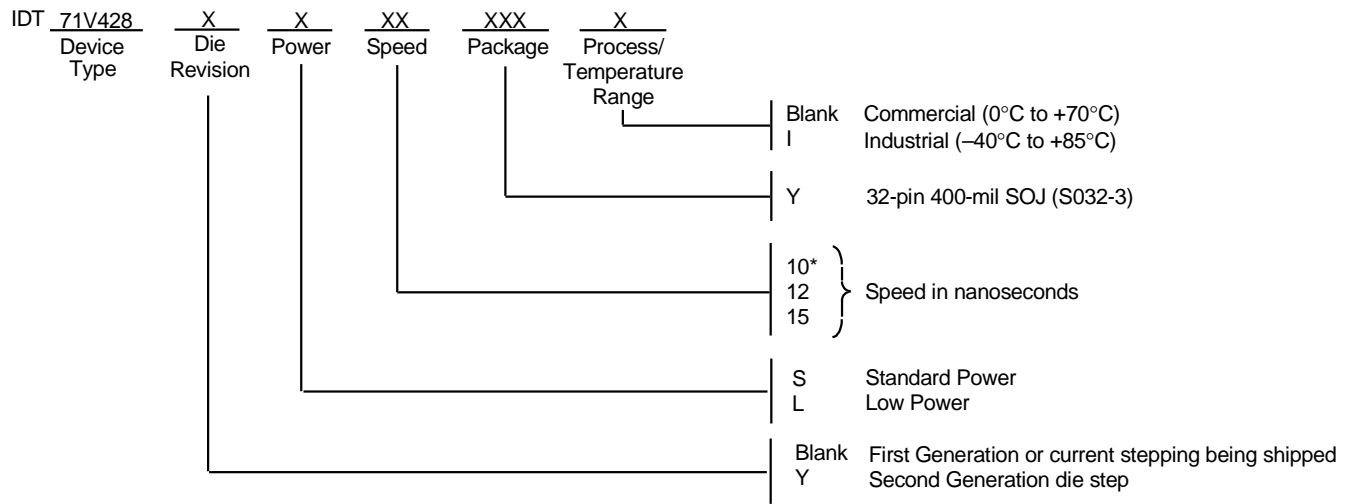 IDT 71V428 X X XX XXX X
Device Type
Die Revision
Power
Speed
Package
Process/ Temperature Range
Blank Commercial (0°C to +70°C)
I Industrial (–40°C to +85°C)
Y 32-pin 400-mil SOJ (S032-3)
10*
12 Speed in nanoseconds
15
S Standard Power
L Low Power
Blank First Generation or current stepping being shipped
Y Second Generation die step